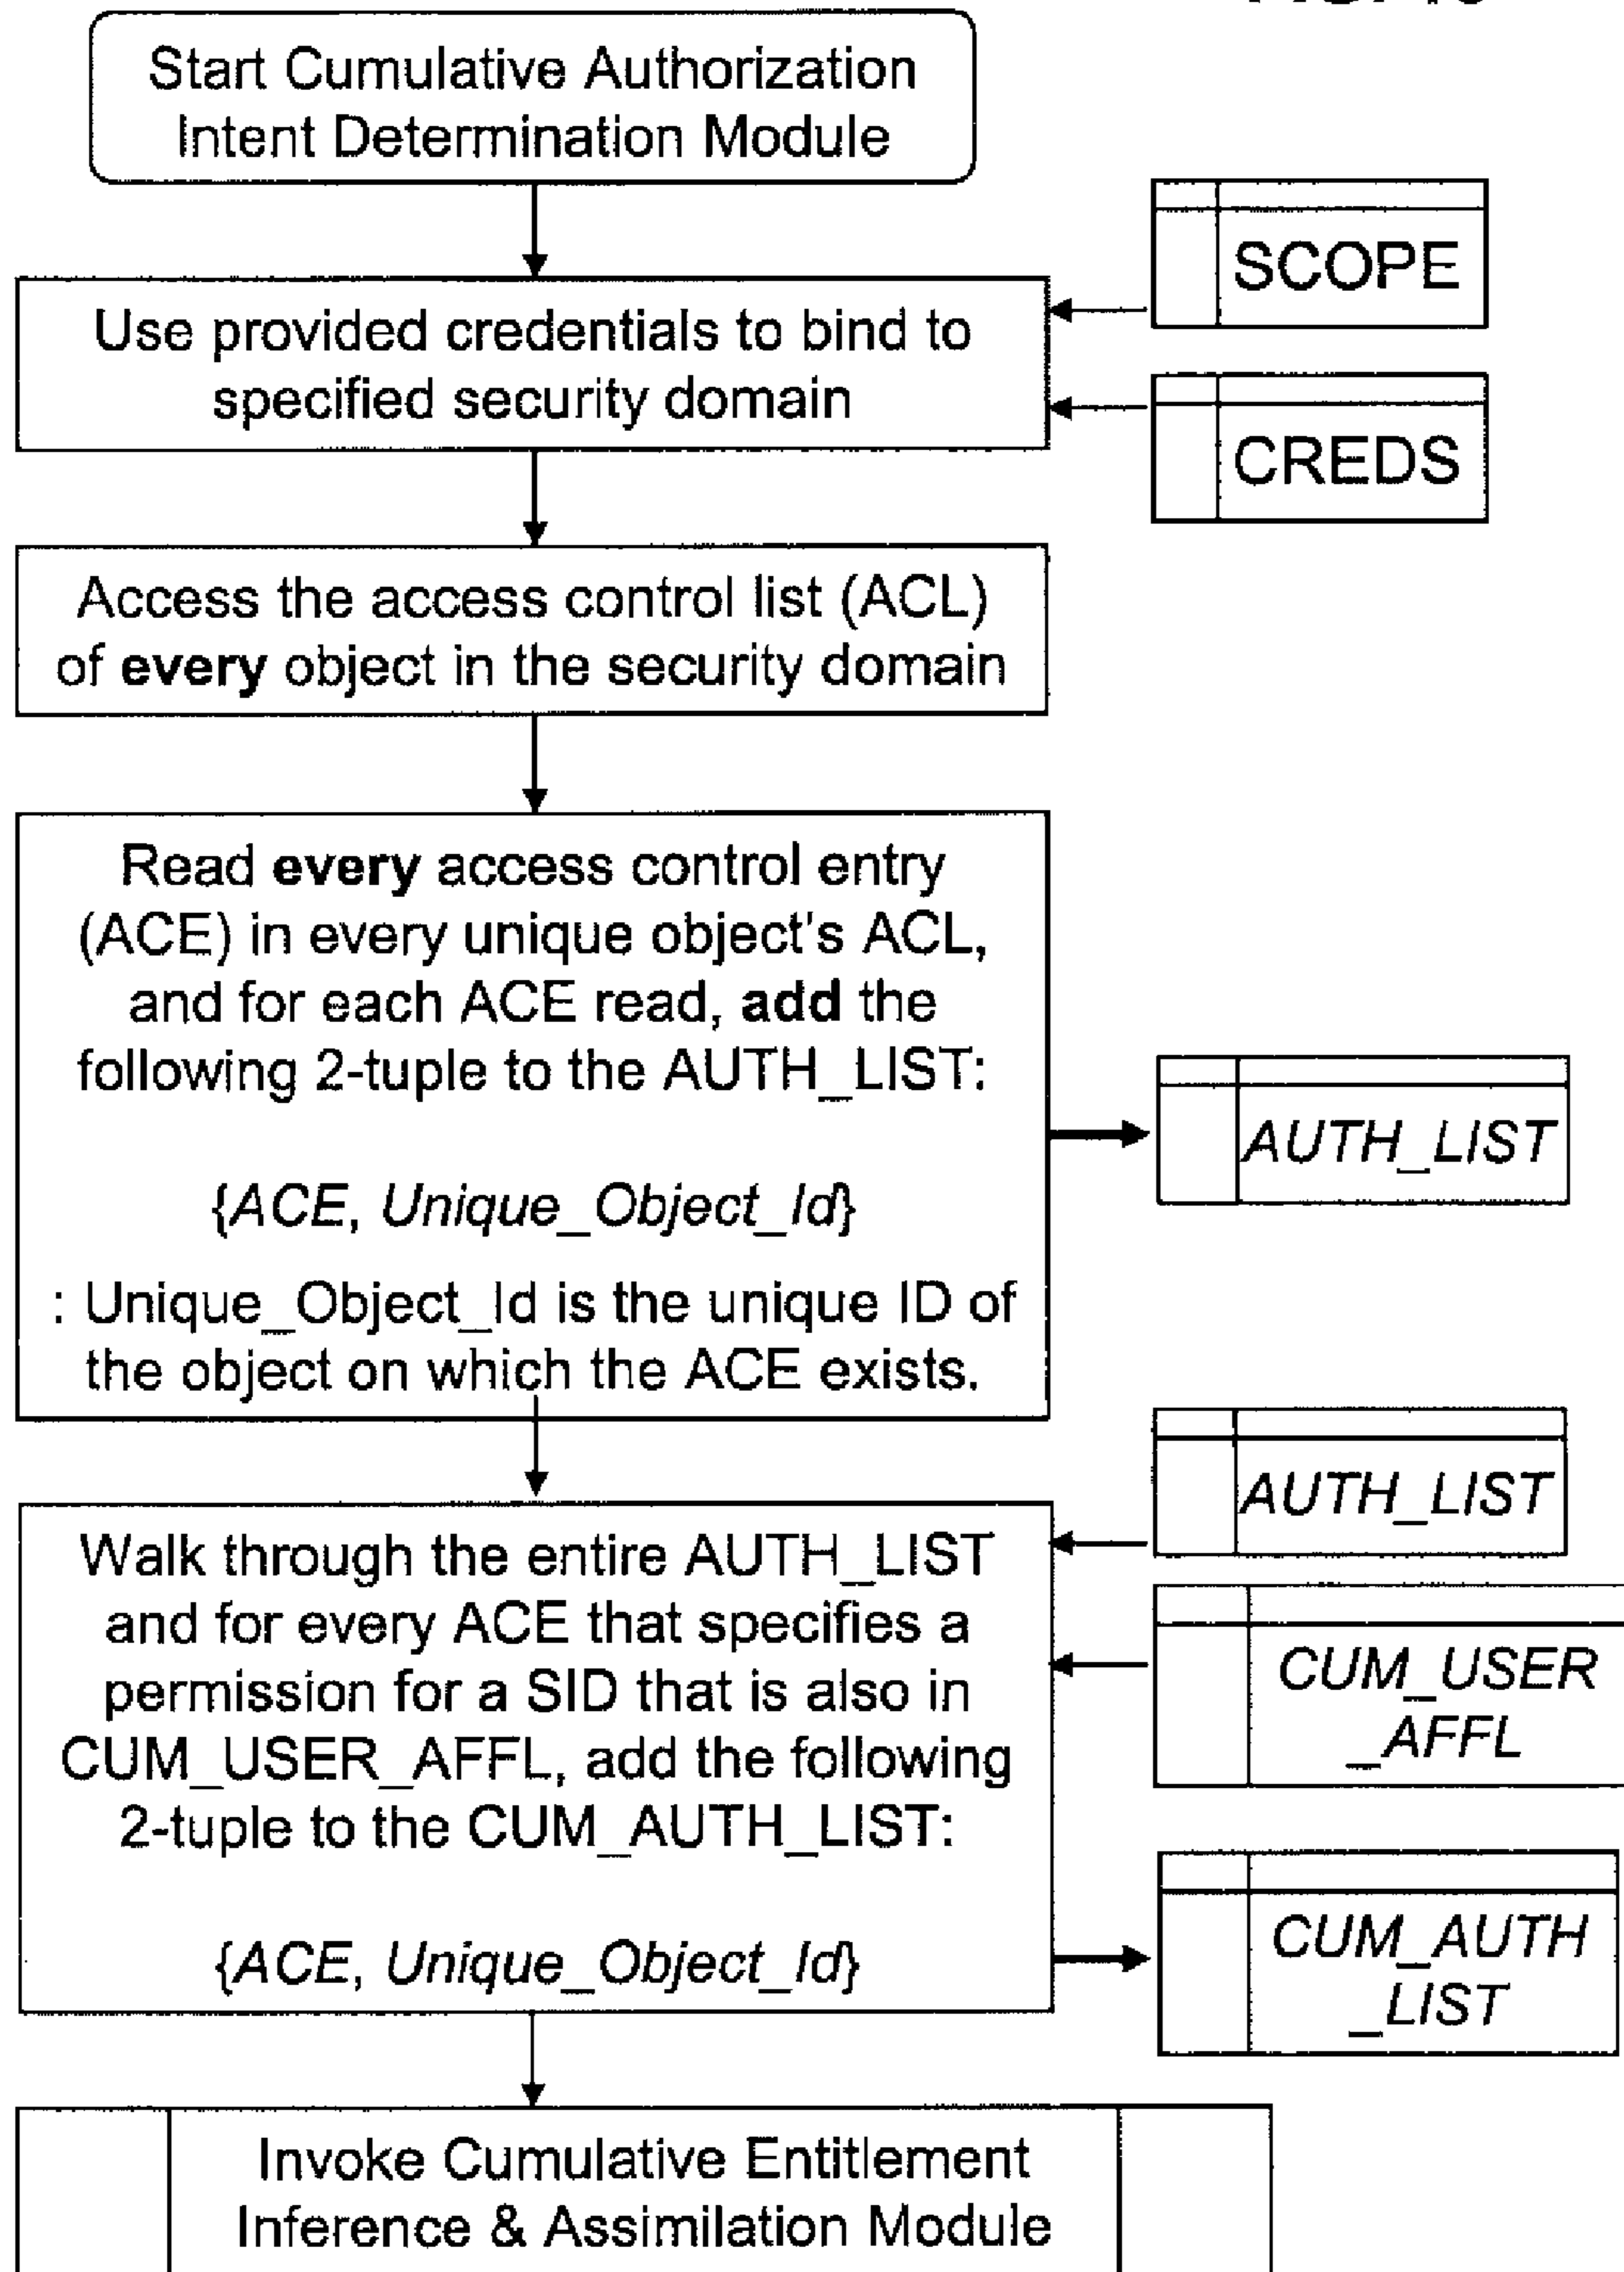 Start Cumulative Authorization
Intent Determination Module
SCOPE
Use provided credentials to bind to
specified security domain
CREDS
Access the access control list (ACL)
of every object in the security domain
Read every access control entry
(ACE) in every unique object's ACL,
and for each ACE read, add the
following 2-tuple to the AUTH_LIST:
{ACE, Unique_Object_Id}
: Unique_Object_Id is the unique ID of
the object on which the ACE exists.
AUTH_LIST
AUTH_LIST
Walk through the entire AUTH_LIST
and for every ACE that specifies a
permission for a SID that is also in
CUM_USER_AFFL, add the following
2-tuple to the CUM_AUTH_LIST:
{ACE, Unique_Object_Id}
CUM_USER
_AFFL
CUM_AUTH
_LIST
Invoke Cumulative Entitlement
Inference & Assimilation Module